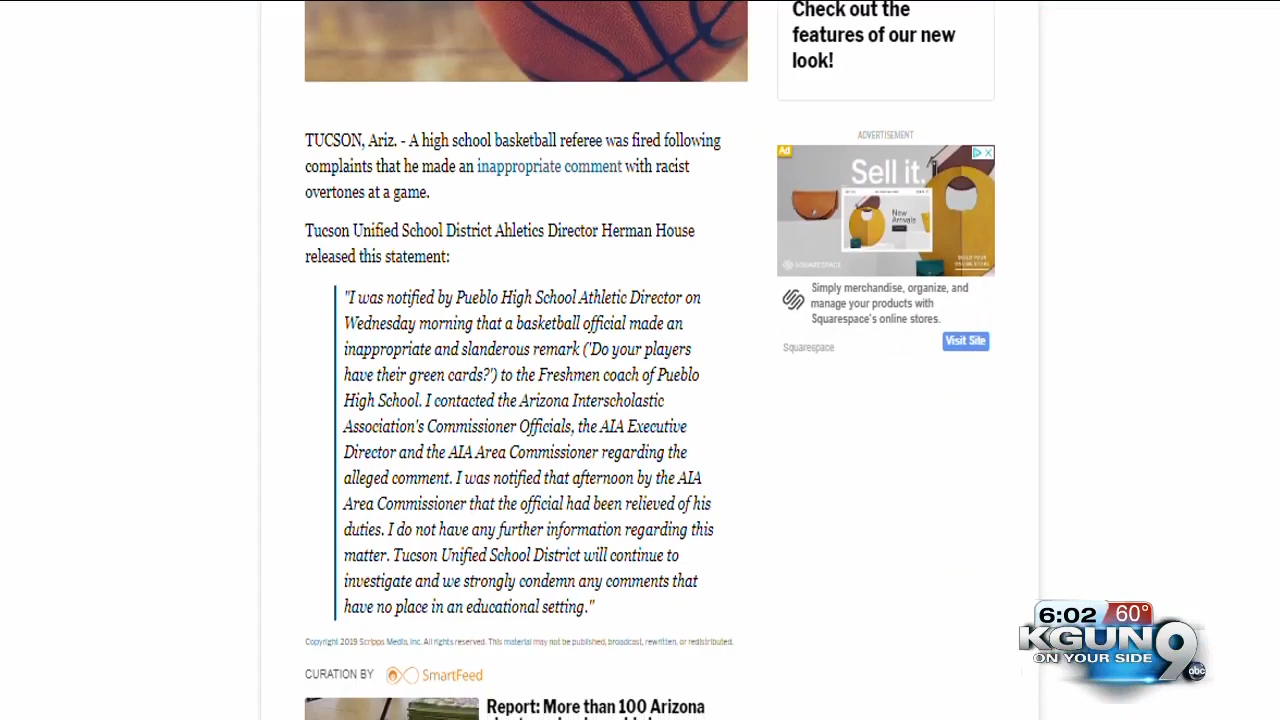 Check out the
features of our new
look!
TUCSON, Ariz. - A high school basketball referee was fired following
complaints that he made an inappropriate comment with racist
overtones at a game.
Tucson Unified School District Ahletics Director Herman House
released this statement:
"I was notified by Pueblo High School Athletic Director on
Wednesday morning that a basketball official made an
inappropriate and slanderous remark ('Do your players
have their green cards?') to the Freshmen coach of Pueblo
High School. I contacted the Arizona Interscholastic
Association's Commissioner Officials, the AIA Executive
Director and the AIA Area Commissioner regarding the
alleged comment. I was notified that afternoon by the AIA
Area Commissioner that the official had been relieved of his
duties. I do not have any further information regarding this
matter. Tucson Unified School District will continue to
investigate and we strongly condemn any comments that
have no place in an educational setting."
Copyright 2019 Scripps Media, Inc. All rights reserved. This material may not be published, broadcast, rewritten, or redistributed.
CURATION BY
SmartFeed
Report: More than 100 Arizona
ADVERTISEMENT
Ad
Sell it.
New
Arrivals
SQUARESPACE
BUILD YOUR
ONLINE STORE
Simply merchandise, organize, and
manage your products with
Squarespace's online stores.
Squarespace
Visit Site
6:02 60°
KGUN 9
ON YOUR SIDE
abc